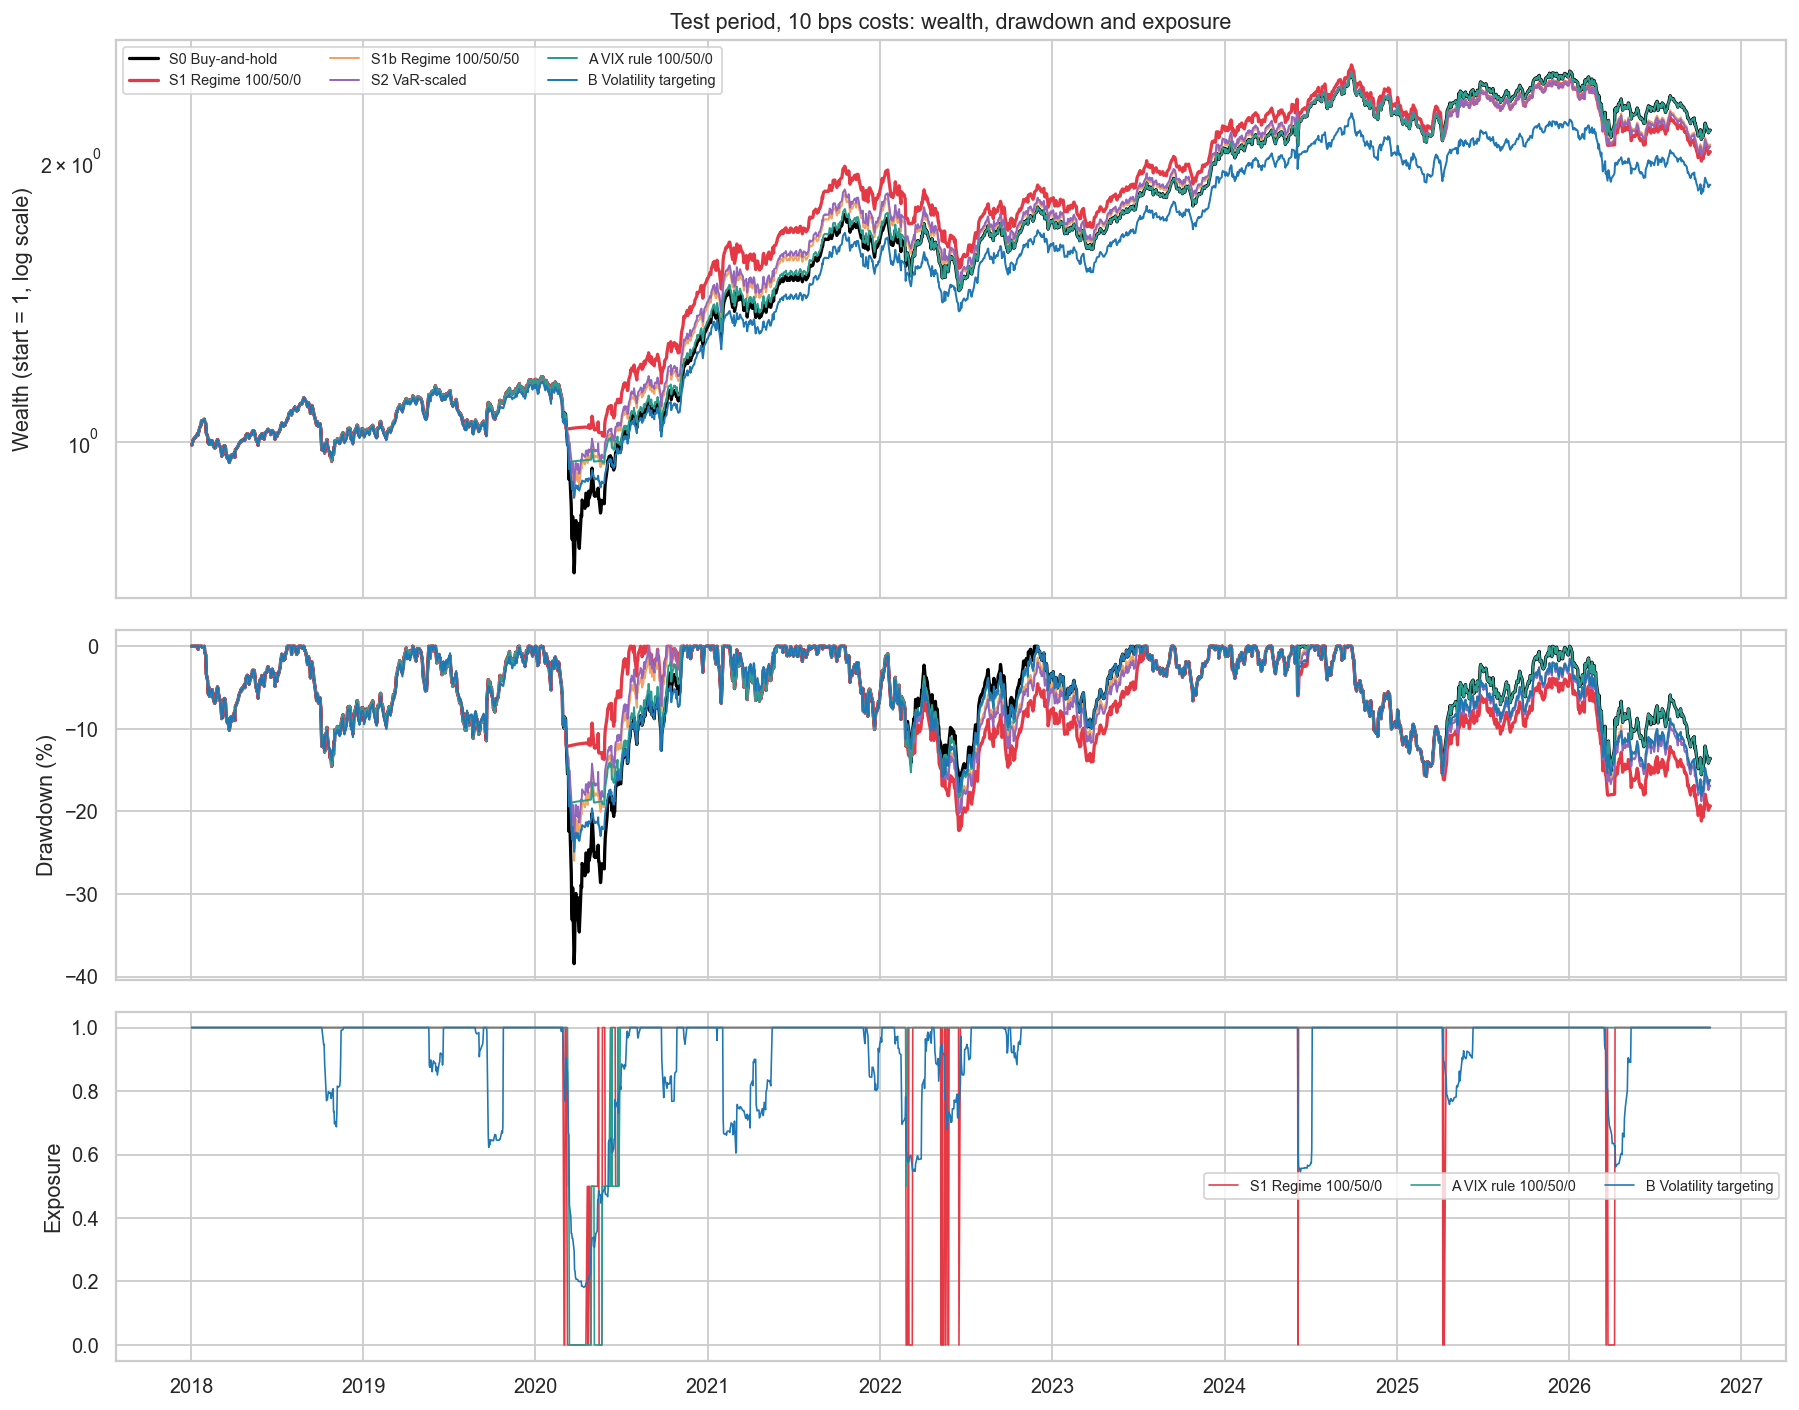 Test period, 10 bps costs: wealth, drawdown and exposure
S0 Buy-and-hold
S1 Regime 100/50/0
S1b Regime 100/50/50
S2 VaR-scaled
A VIX rule 100/50/0
B Volatility targeting
Wealth (start = 1, log scale)
2 × 10⁰
10⁰
Drawdown (%)
0
−10
−20
−30
−40
Exposure
1.0
0.8
0.6
0.4
0.2
0.0
S1 Regime 100/50/0
A VIX rule 100/50/0
B Volatility targeting
2018 2019 2020 2021 2022 2023 2024 2025 2026 2027